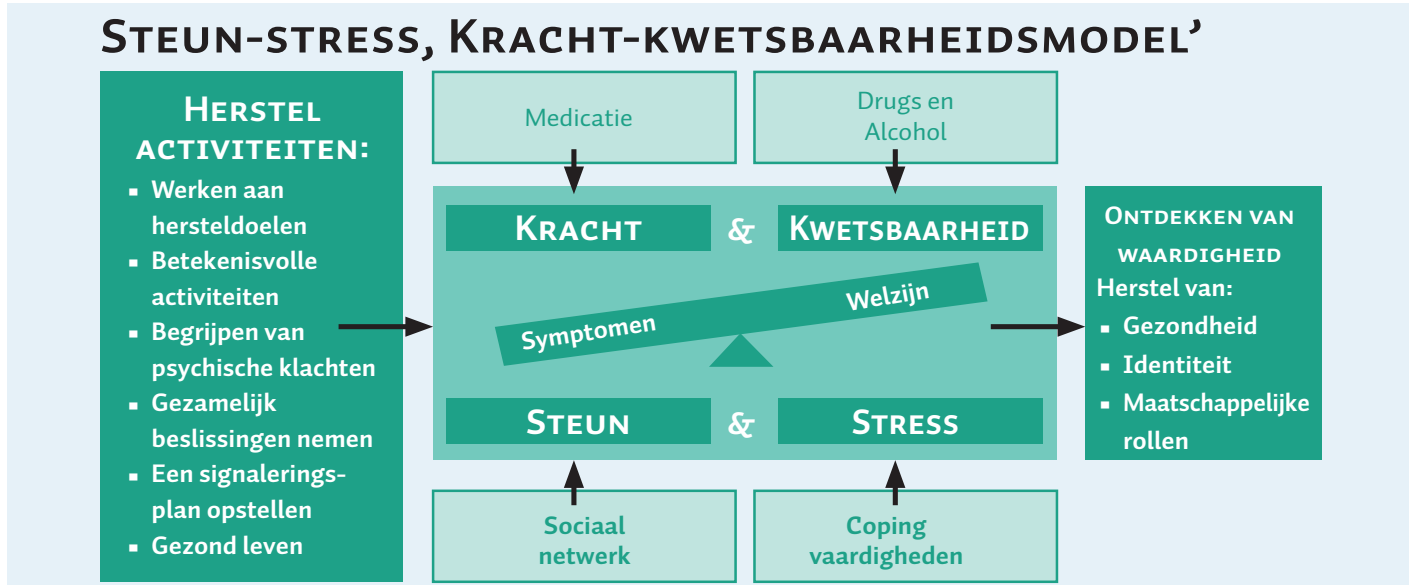 Steun-stress, Kracht-kwetsbaarheidsmodel’
Herstel
activiteiten:
▪ Werken aan
hersteldoelen
▪ Betekenisvolle
activiteiten
▪ Begrijpen van
psychische klachten
▪ Gezamelijk
beslissingen nemen
▪ Een signalerings-
plan opstellen
▪ Gezond leven
Medicatie
Drugs en
Alcohol
Kracht & Kwetsbaarheid
Symptomen Welzijn
Steun & Stress
Sociaal
netwerk
Coping
vaardigheden
Ontdekken van
waardigheid
Herstel van:
▪ Gezondheid
▪ Identiteit
▪ Maatschappelijke
rollen